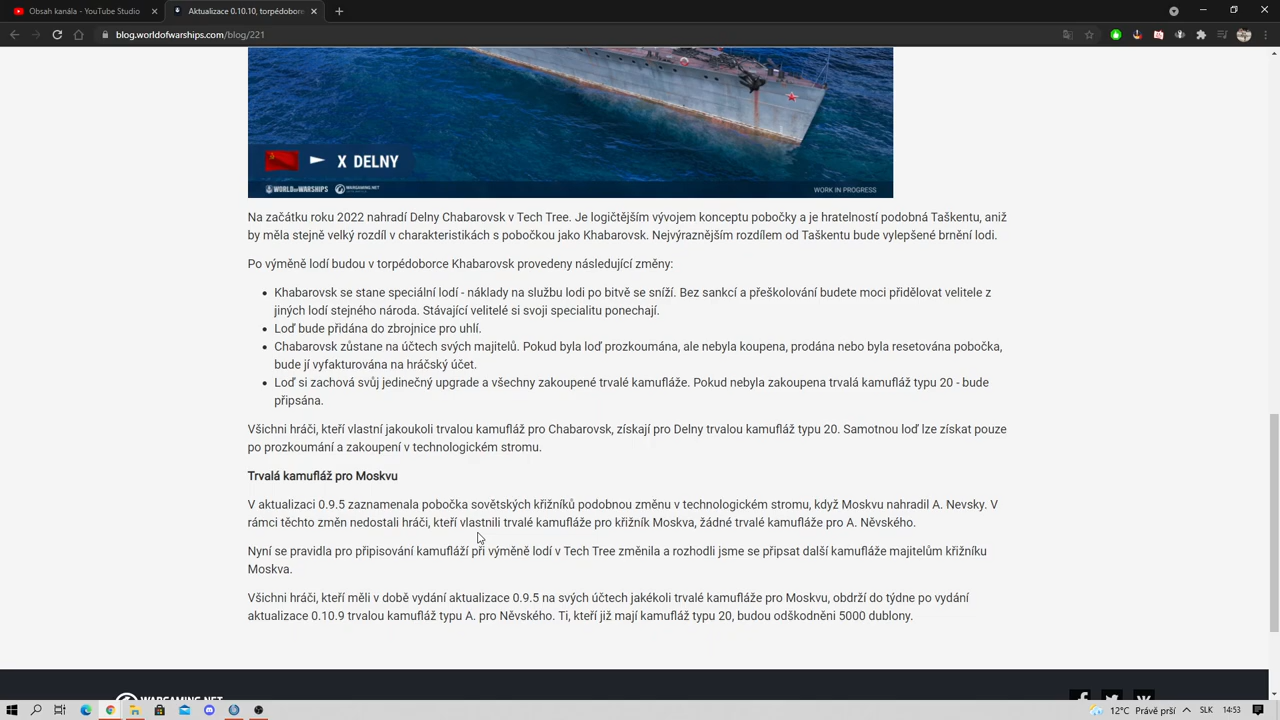 Obsah kanála - YouTube Studio
Aktualizace 0.10.10, torpédobore
blog.worldofwarships.com/blog/221
X DELNY
WORLD OF WARSHIPS WARGAMING.NET WORK IN PROGRESS
Na začátku roku 2022 nahradí Delny Chabarovsk v Tech Tree. Je logičtějším vývojem konceptu pobočky a je hratelností podobná Taškentu, aniž
by měla stejně velký rozdíl v charakteristikách s pobočkou jako Khabarovsk. Nejvýraznějším rozdílem od Taškentu bude vylepšené brnění lodi.
Po výměně lodí budou v torpédoborce Khabarovsk provedeny následující změny:
• Khabarovsk se stane speciální lodí - náklady na službu lodi po bitvě se sníží. Bez sankcí a přeškolování budete moci přidělovat velitele z
jiných lodí stejného národa. Stávající velitelé si svoji specialitu ponechají.
• Loď bude přidána do zbrojnice pro uhlí.
• Chabarovsk zůstane na účtech svých majitelů. Pokud byla loď prozkoumána, ale nebyla koupena, prodána nebo byla resetována pobočka,
bude jí vyfakturována na hráčský účet.
• Loď si zachová svůj jedinečný upgrade a všechny zakoupené trvalé kamufláže. Pokud nebyla zakoupena trvalá kamufláž typu 20 - bude
připsána.
Všichni hráči, kteří vlastní jakoukoli trvalou kamufláž pro Chabarovsk, získají pro Delny trvalou kamufláž typu 20. Samotnou loď lze získat pouze
po prozkoumání a zakoupení v technologickém stromu.
Trvalá kamufláž pro Moskvu
V aktualizaci 0.9.5 zaznamenala pobočka sovětských křižníků podobnou změnu v technologickém stromu, když Moskvu nahradil A. Nevsky. V
rámci těchto změn nedostali hráči, kteří vlastnili trvalé kamufláže pro křižník Moskva, žádné trvalé kamufláže pro A. Něvského.
Nyní se pravidla pro připisování kamufláží při výměně lodí v Tech Tree změnila a rozhodli jsme se připsat další kamufláže majitelům křižníku
Moskva.
Všichni hráči, kteří měli v době vydání aktualizace 0.9.5 na svých účtech jakékoli trvalé kamufláže pro Moskvu, obdrží do týdne po vydání
aktualizace 0.10.9 trvalou kamufláž typu A. pro Něvského. Ti, kteří již mají kamufláž typu 20, budou odškodněni 5000 dublony.
WARGAMING.NET
12°C Právě prší SLK 14:53